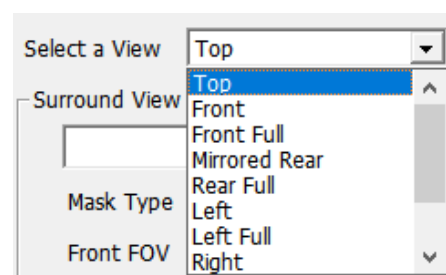 Select a View Top
Top
Surround View
Front
Front Full
Mirrored Rear
Rear Full
Mask Type
Left
Left Full
Front FOV
Right